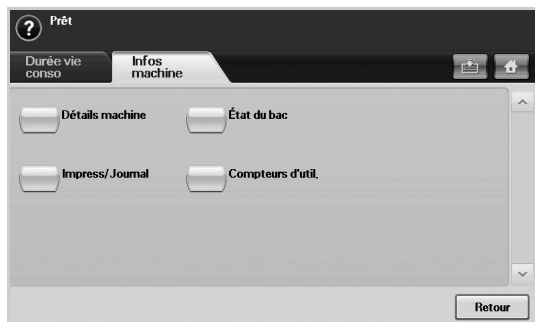 Prêt
Durée vie
conso
Infos
machine
Détails machine
État du bac
Impress/Journal
Compteurs d'util.
Retour